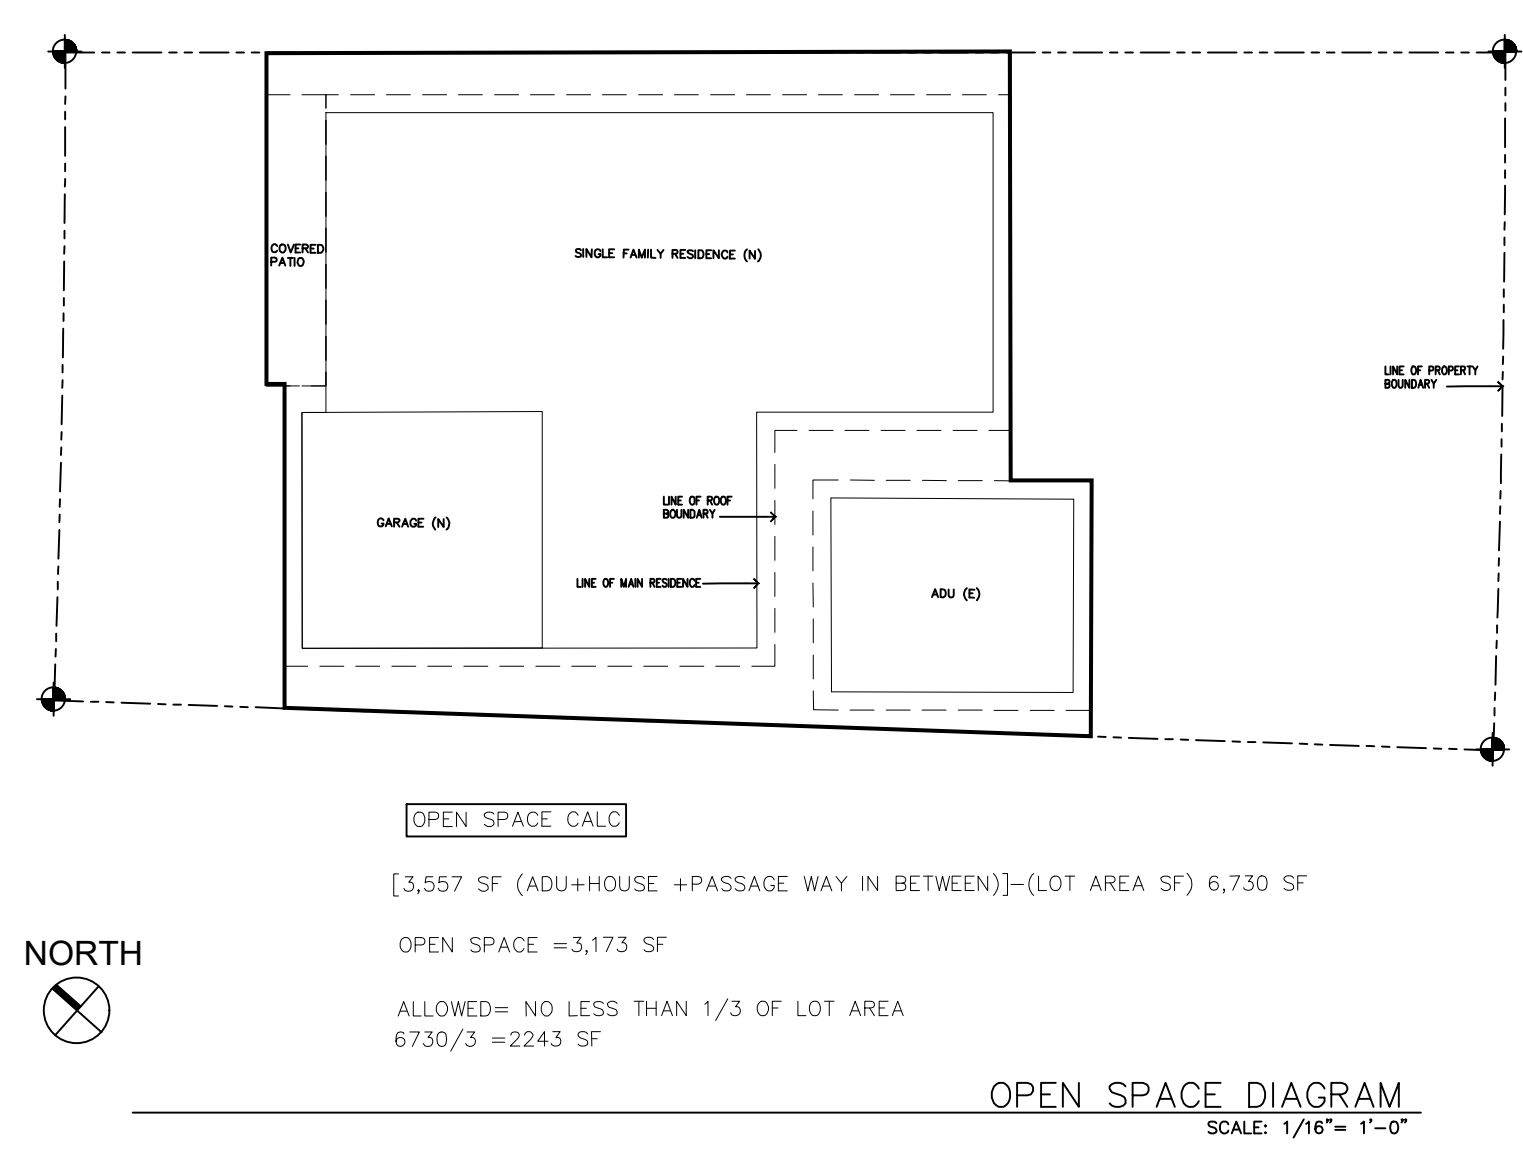 COVERED
PATIO
SINGLE FAMILY RESIDENCE (N)
LINE OF PROPERTY
BOUNDARY
LINE OF ROOF
BOUNDARY
GARAGE (N)
LINE OF MAIN RESIDENCE
ADU (E)
OPEN SPACE CALC
[3,557 SF (ADU+HOUSE +PASSAGE WAY IN BETWEEN)]-(LOT AREA SF) 6,730 SF
OPEN SPACE =3,173 SF
NORTH
ALLOWED= NO LESS THAN 1/3 OF LOT AREA
6730/3 =2243 SF
OPEN SPACE DIAGRAM
SCALE: 1/16"= 1'-0"